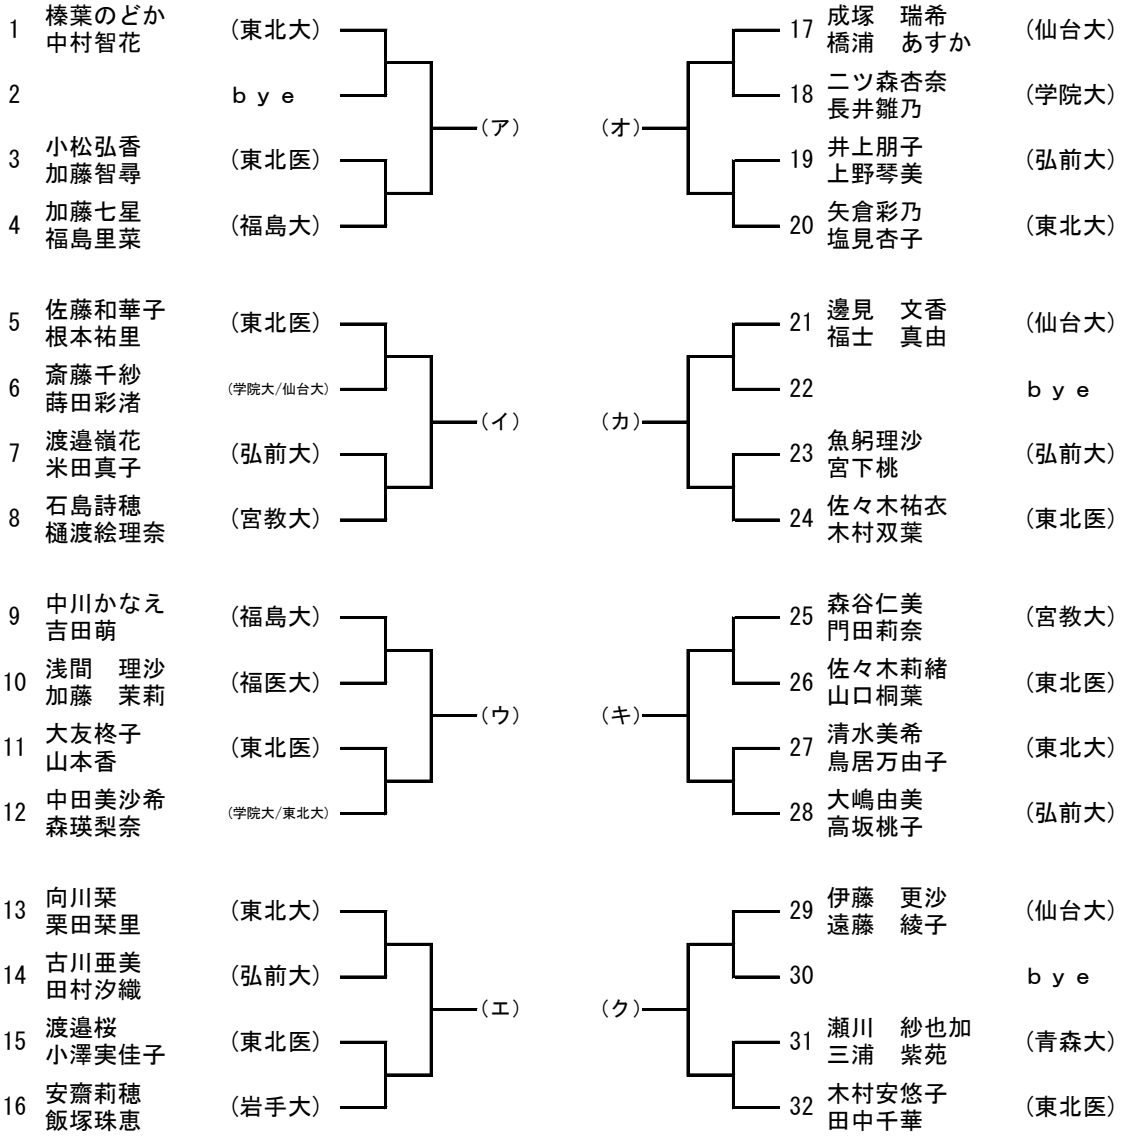 1 榛葉のどか (東北大)
中村智花
2 ｂｙｅ
3 小松弘香 (東北医)
加藤智尋
4 加藤七星 (福島大)
福島里菜
(ア)
5 佐藤和華子 (東北医)
根本祐里
6 斎藤千紗 (学院大/仙台大)
蒔田彩渚
7 渡邉嶺花 (弘前大)
米田真子
8 石島詩穂 (宮教大)
樋渡絵理奈
(イ)
9 中川かなえ (福島大)
吉田萌
10 浅間　理沙 (福医大)
加藤　茉莉
11 大友柊子 (東北医)
山本香
12 中田美沙希 (学院大/東北大)
森瑛梨奈
(ウ)
13 向川栞 (東北大)
栗田栞里
14 古川亜美 (弘前大)
田村汐織
15 渡邉桜 (東北医)
小澤実佳子
16 安齋莉穂 (岩手大)
飯塚珠恵
(エ)
17 成塚　瑞希 (仙台大)
橋浦　あすか
18 二ツ森杏奈 (学院大)
長井雛乃
19 井上朋子 (弘前大)
上野琴美
20 矢倉彩乃 (東北大)
塩見杏子
(オ)
21 邊見　文香 (仙台大)
福士　真由
22 ｂｙｅ
23 魚躬理沙 (弘前大)
宮下桃
24 佐々木祐衣 (東北医)
木村双葉
(カ)
25 森谷仁美 (宮教大)
門田莉奈
26 佐々木莉緒 (東北医)
山口桐葉
27 清水美希 (東北大)
鳥居万由子
28 大嶋由美 (弘前大)
高坂桃子
(キ)
29 伊藤　更沙 (仙台大)
遠藤　綾子
30 ｂｙｅ
31 瀬川　紗也加 (青森大)
三浦　紫苑
32 木村安悠子 (東北医)
田中千華
(ク)